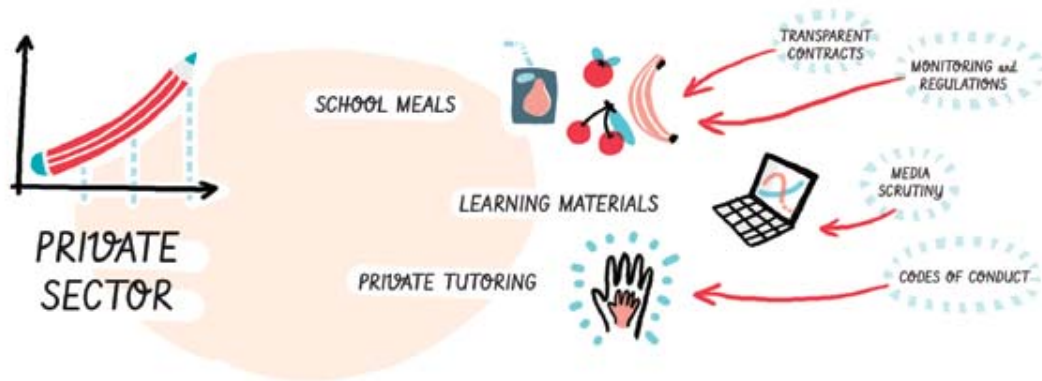 PRIVATE
SECTOR
SCHOOL MEALS
LEARNING MATERIALS
PRIVATE TUTORING
TRANSPARENT
CONTRACTS
MONITORING and
REGULATIONS
MEDIA
SCRUTINY
CODES OF CONDUCT